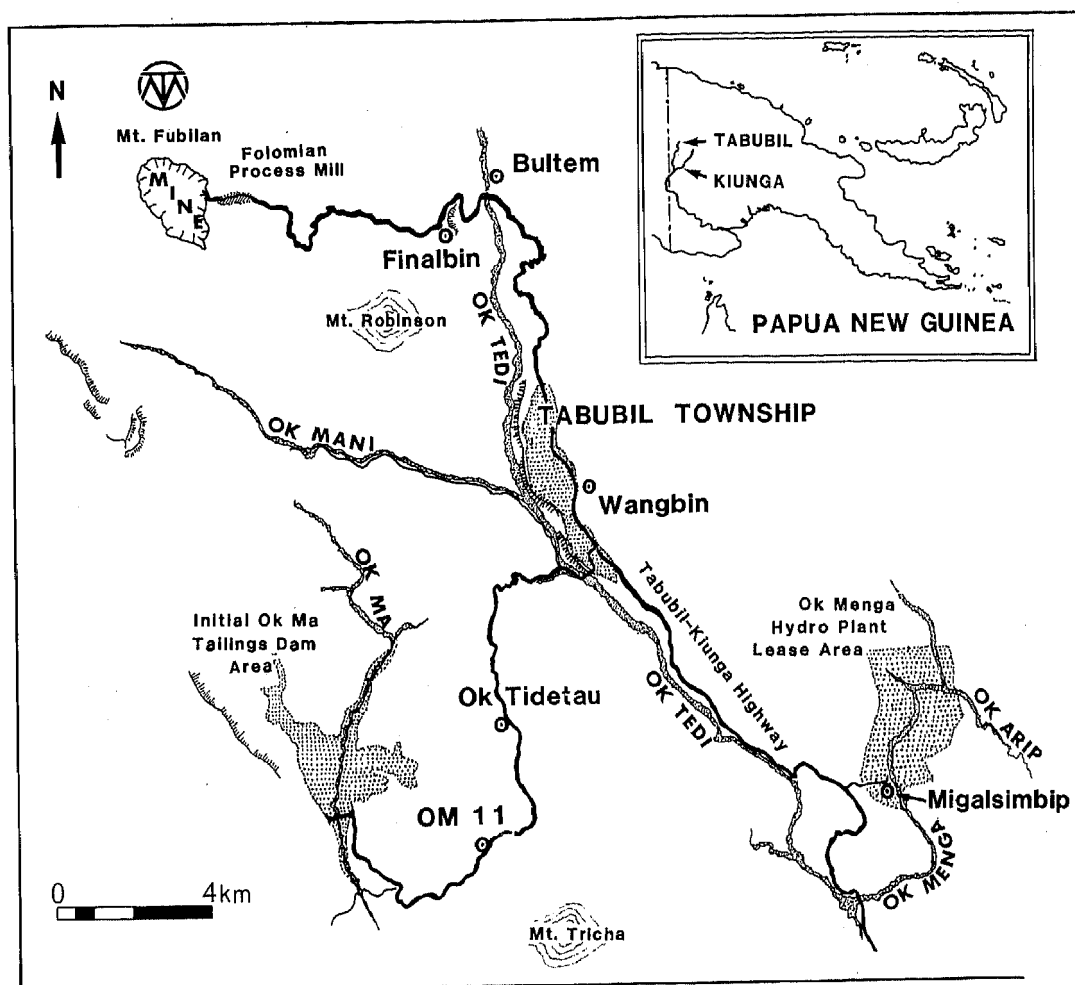 N
Mt. Fubilan
Folomian
Process Mill
MINE
Bultem
Finalbin
TABUBIL
KIUNGA
PAPUA NEW GUINEA
Mt. Robinson
OK TEDI
TABUBIL TOWNSHIP
OK MANI
Wangbin
OK MA
Tabubil-Kiunga Highway
Initial Ok Ma
Tailings Dam
Area
Ok Menga
Hydro Plant
Lease Area
Ok Tidetau
OK TEDI
OK ARIP
Migalsimbip
OM 11
OK MENGA
0 4km
Mt. Tricha